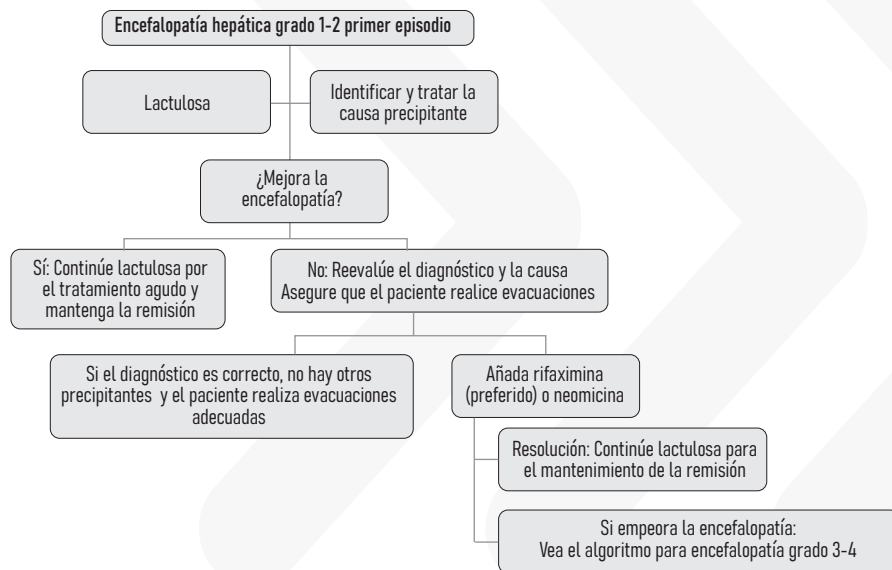 Encefalopatía hepática grado 1-2 primer episodio
Lactulosa
Identificar y tratar la
causa precipitante
¿Mejora la
encefalopatía?
Sí: Continúe lactulosa por
el tratamiento agudo y
mantenga la remisión
No: Reevalúe el diagnóstico y la causa
Asegure que el paciente realice evacuaciones
Si el diagnóstico es correcto, no hay otros
precipitantes y el paciente realiza evacuaciones
adecuadas
Añada rifaximina
(preferido) o neomicina
Resolución: Continúe lactulosa para
el mantenimiento de la remisión
Si empeora la encefalopatía:
Vea el algoritmo para encefalopatía grado 3-4